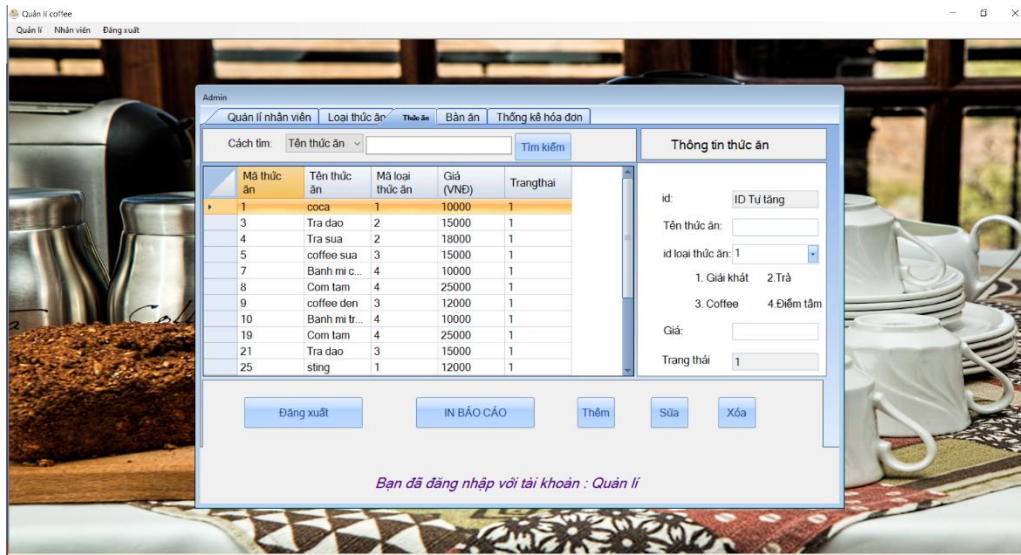 Quản lí coffee
Quản lí Nhân viên Đăng xuất
Admin
Quản lí nhân viên Loại thức ăn Thức ăn Bàn ăn Thống kê hóa đơn
Cách tìm: Tên thức ăn Tìm kiếm
Thông tin thức ăn
Mã thức ăn Tên thức ăn Mã loại thức ăn Giá (VNĐ) Trangthai
1 coca 1 10000 1
3 Tra dao 2 15000 1
4 Tra sua 2 18000 1
5 coffee sua 3 15000 1
7 Banh mi c... 4 10000 1
8 Com tam 4 25000 1
9 coffee den 3 12000 1
10 Banh mi tr... 4 10000 1
19 Com tam 4 25000 1
21 Tra dao 3 15000 1
25 sting 1 12000 1
id: ID Tự tăng
Tên thức ăn:
id loại thức ăn: 1
1. Giải khát 2.Trà
3. Coffee 4.Điểm tâm
Giá:
Trạng thái 1
Đăng xuất IN BÁO CÁO Thêm Sửa Xóa
Bạn đã đăng nhập với tài khoản : Quản lí